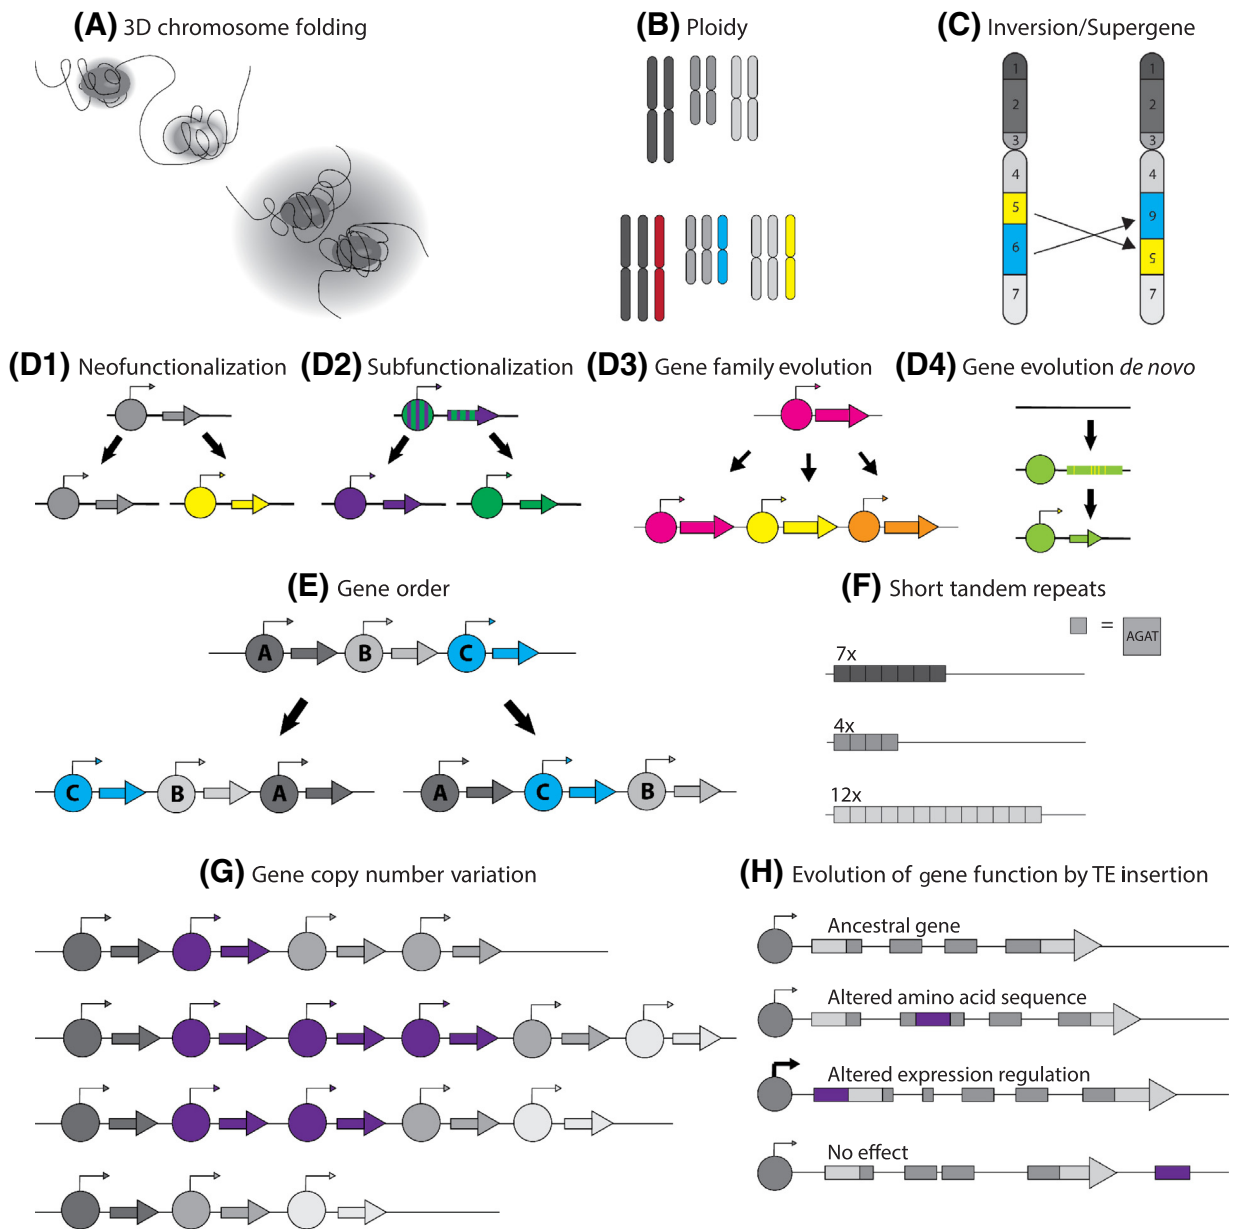 (A) 3D chromosome folding
(B) Ploidy
(C) Inversion/Supergene
1
2
3
4
5
6
7
1
2
3
4
6
5
7
(D1) Neofunctionalization
(D2) Subfunctionalization
(D3) Gene family evolution
(D4) Gene evolution de novo
(E) Gene order
A B C
C B A
A C B
(F) Short tandem repeats
= AGAT
7x
4x
12x
(G) Gene copy number variation
(H) Evolution of gene function by TE insertion
Ancestral gene
Altered amino acid sequence
Altered expression regulation
No effect